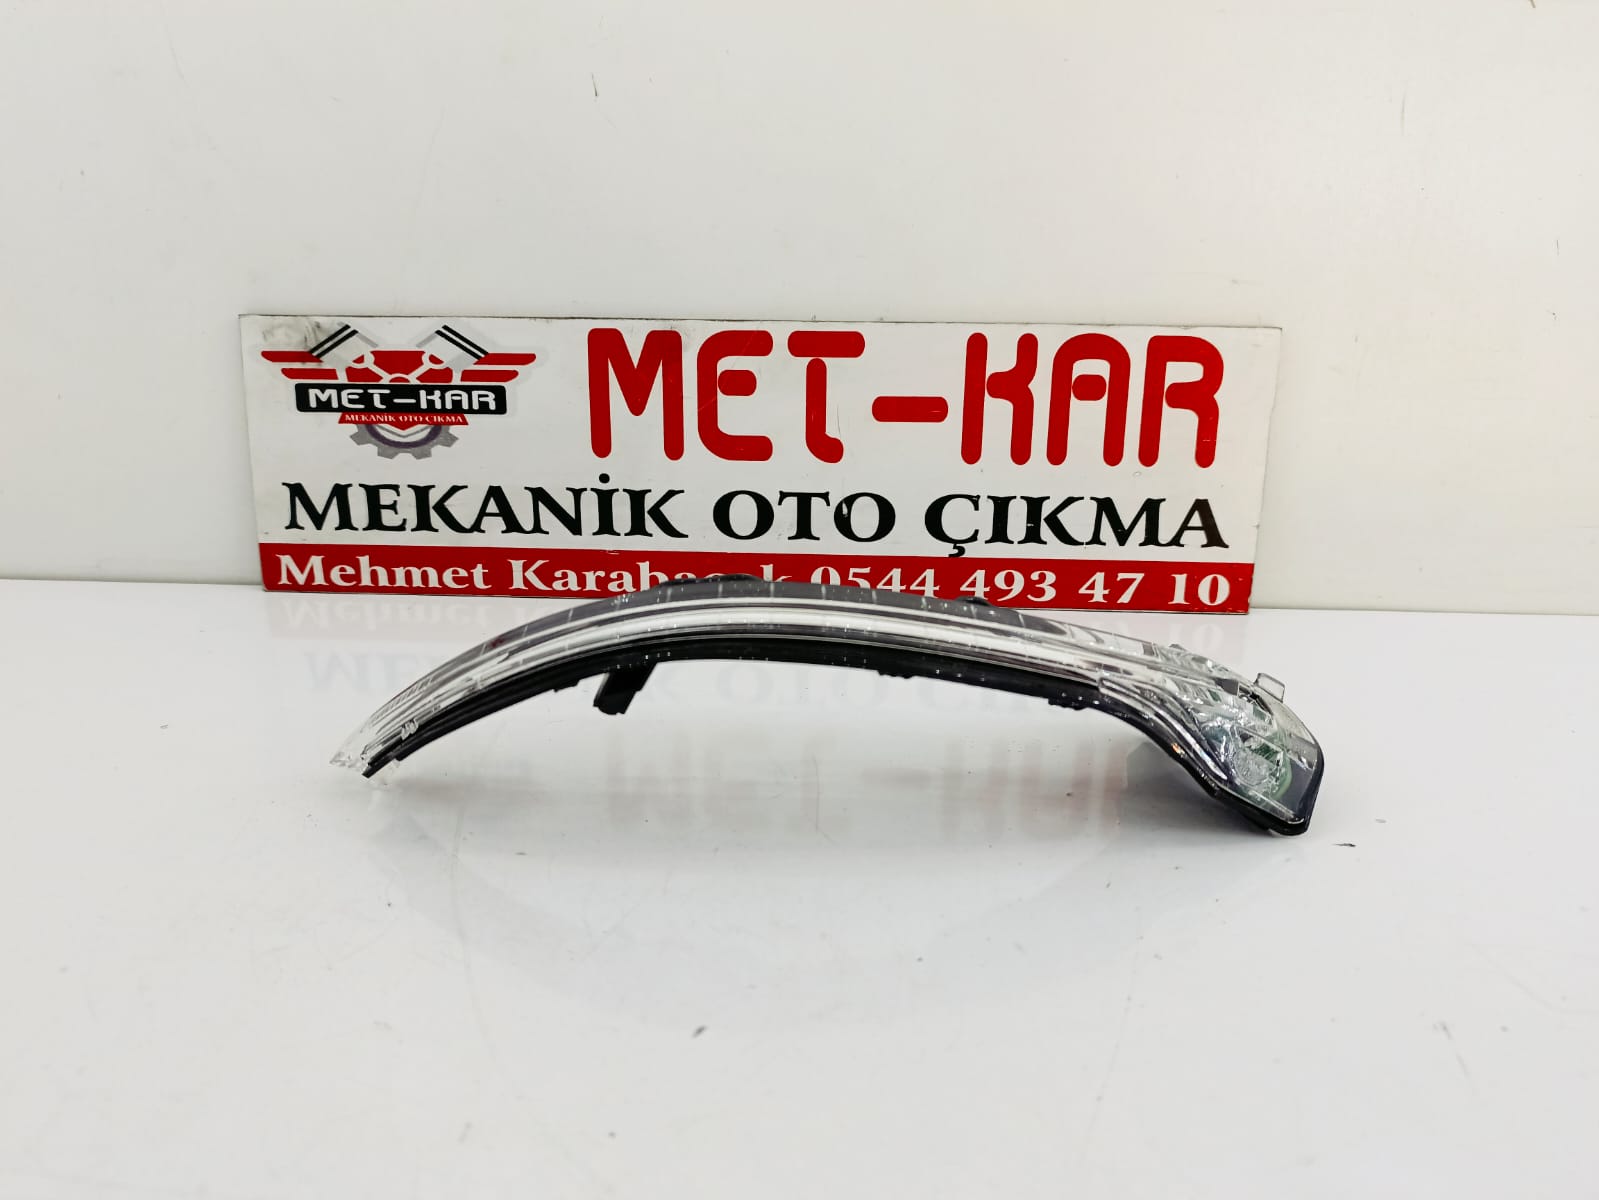 MET-KAR
MEKANİK OTO ÇIKMA
MET-KAR
MEKANİK OTO ÇIKMA
Mehmet 0544 493 47 10